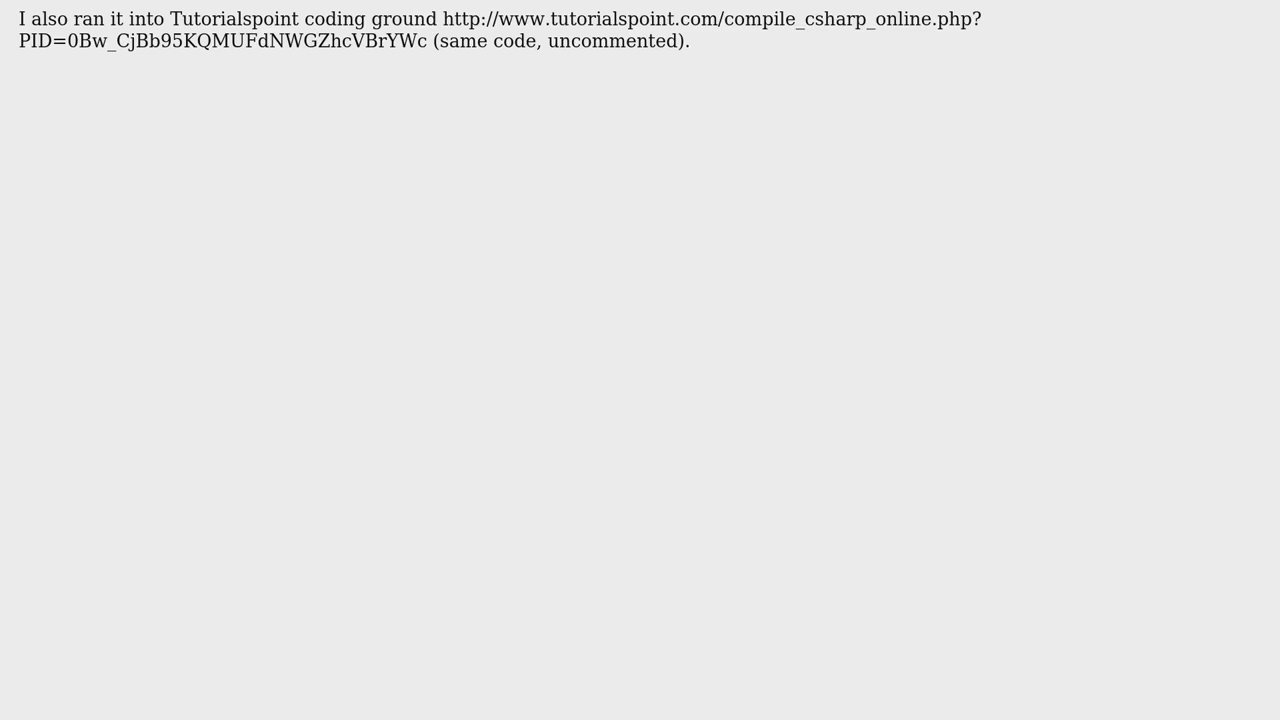 I also ran it into Tutorialspoint coding ground http://www.tutorialspoint.com/compile_csharp_online.php?
PID=0Bw_CjBb95KQMUFdNWGZhcVBrYWc (same code, uncommented).